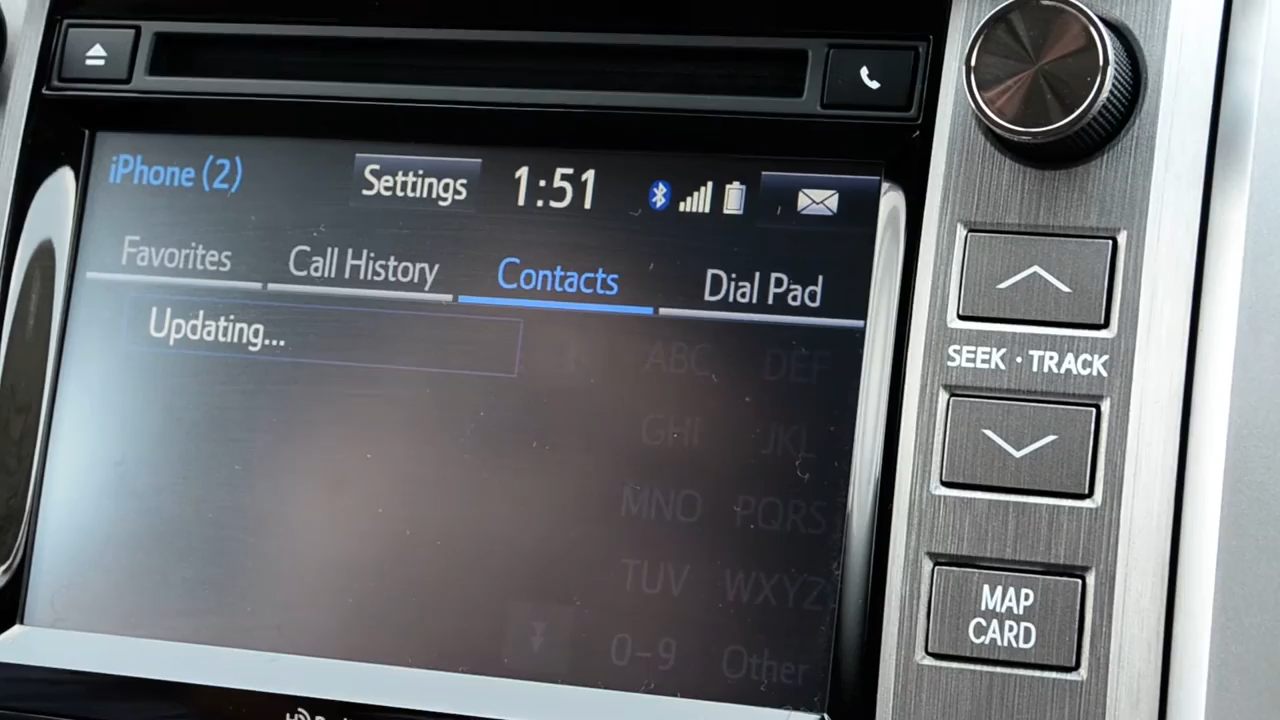 iPhone (2) Settings 1:51
Favorites Call History Contacts Dial Pad
Updating...
ABC DEF
GHI JKL
MNO PQRS
TUV WXYZ
0-9 Other
SEEK · TRACK
MAP
CARD